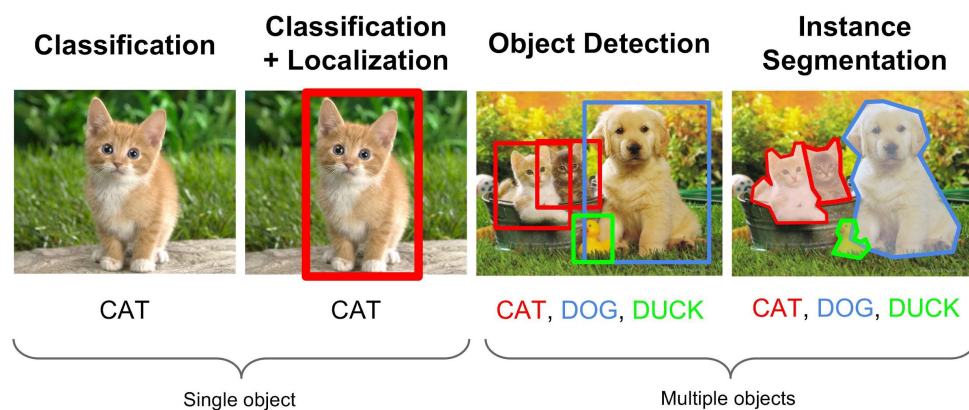 Classification
Classification
+ Localization
Object Detection
Instance
Segmentation
CAT
CAT
CAT, DOG, DUCK
CAT, DOG, DUCK
Single object
Multiple objects